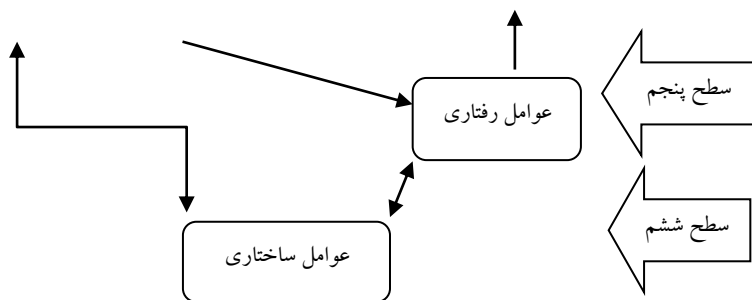 سطح پنجم
عوامل رفتاری
سطح ششم
عوامل ساختاری